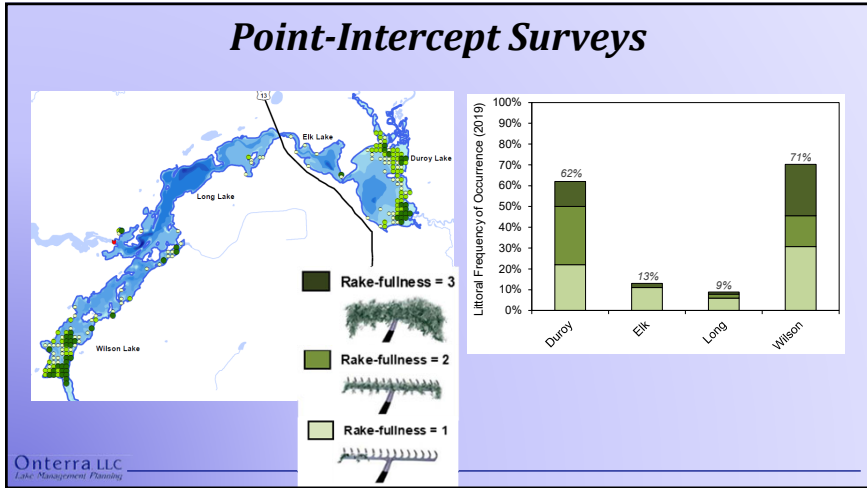 Point-Intercept Surveys
13
Elk Lake
Duroy Lake
Long Lake
Wilson Lake
Rake-fullness = 3
Rake-fullness = 2
Rake-fullness = 1
Littoral Frequency of Occurrence (2019)
100%
90%
80%
70%
60%
50%
40%
30%
20%
10%
0%
62%
13%
9%
71%
Duroy
Elk
Long
Wilson
Onterra LLC
Lake Management Planning